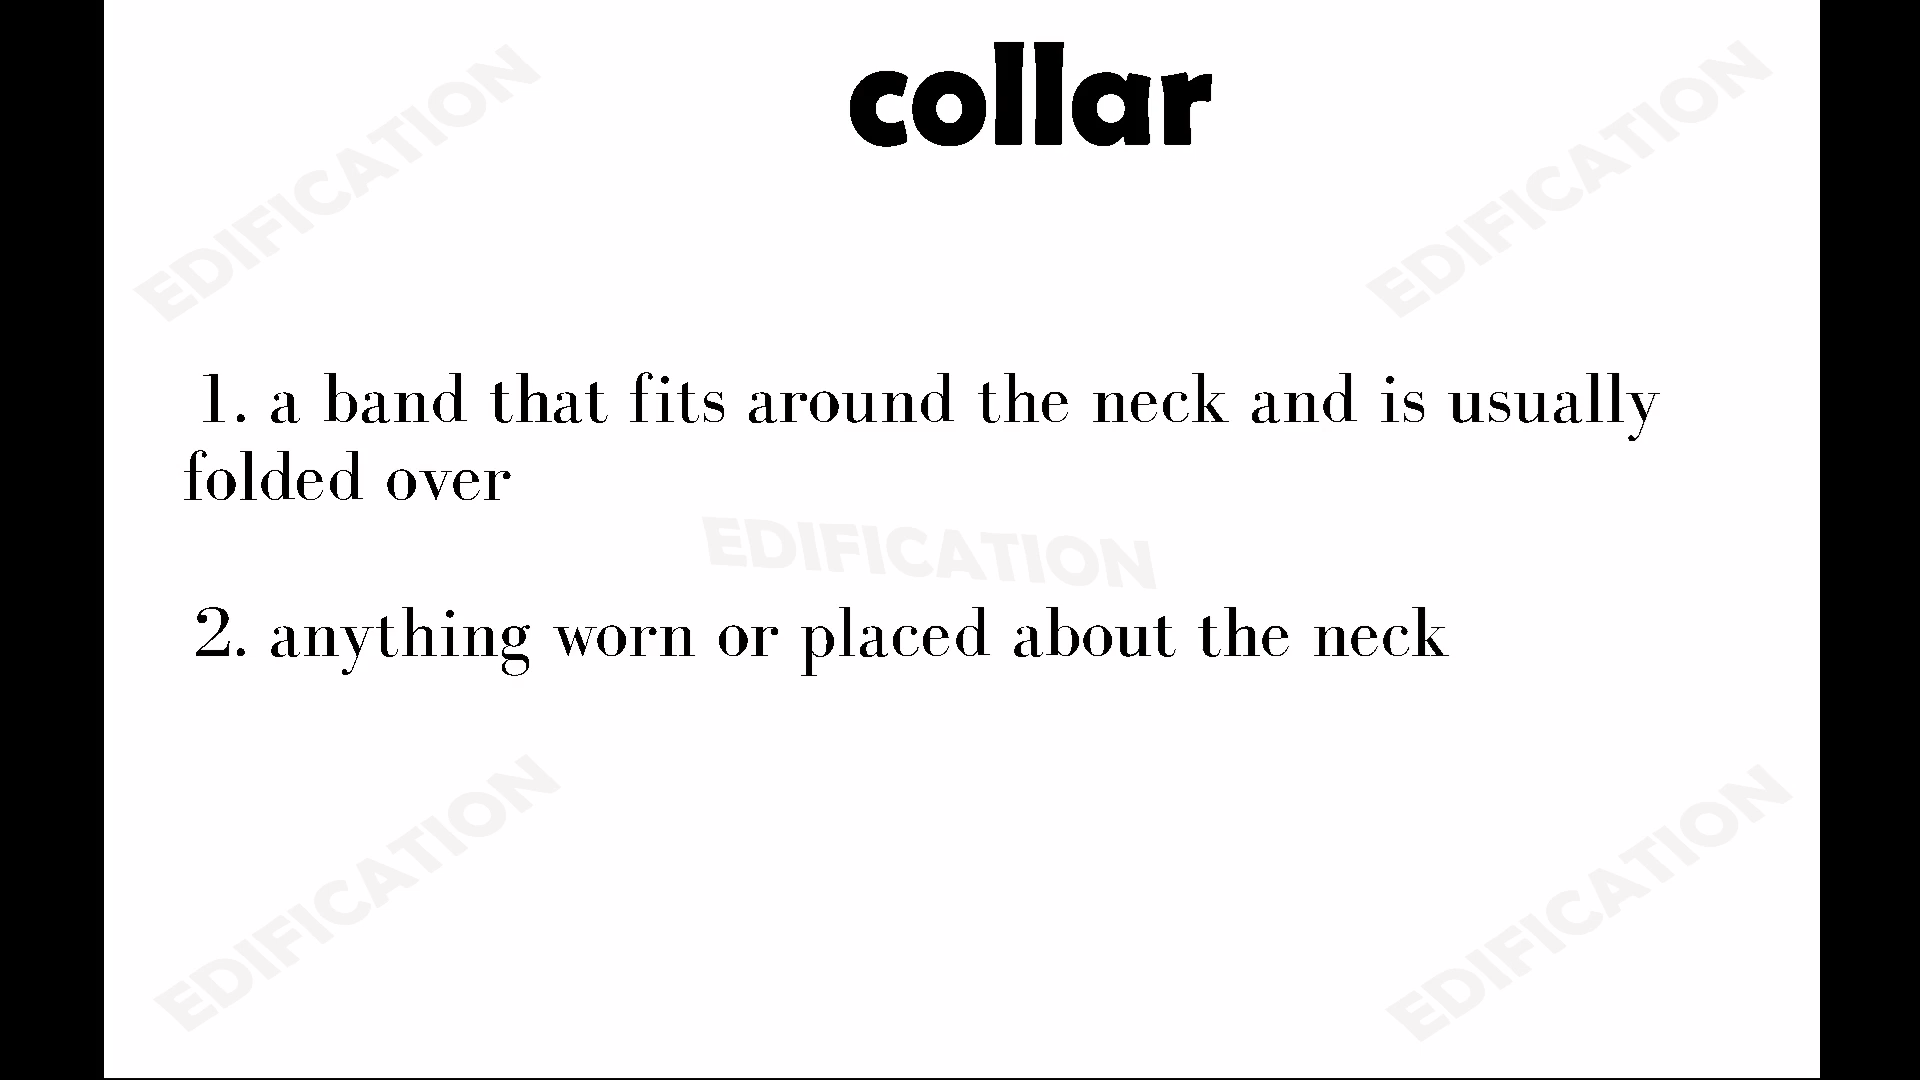 collar
EDIFICATION
EDIFICATION
1. a band that fits around the neck and is usually
folded over
EDIFICATION
2. anything worn or placed about the neck
EDIFICATION
EDIFICATION